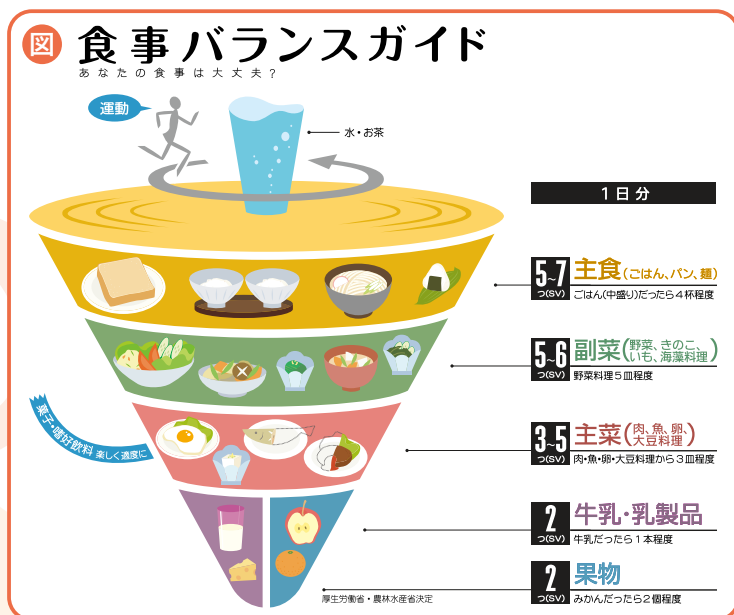 図 食事バランスガイド
あなたの食事は大丈夫?
運動
水・お茶
1日分
5~7 つ(SV) 主食(ごはん、パン、麺)
ごはん(中盛り)だったら4杯程度
5~6 つ(SV) 副菜(野菜、きのこ、
いも、海藻料理)
野菜料理5皿程度
菓子・嗜好飲料 楽しく適度に
3~5 つ(SV) 主菜(肉、魚、卵、
大豆料理)
肉・魚・卵・大豆料理から3皿程度
2 つ(SV) 牛乳・乳製品
牛乳だったら1本程度
2 つ(SV) 果物
みかんだったら2個程度
厚生労働省・農林水産省決定